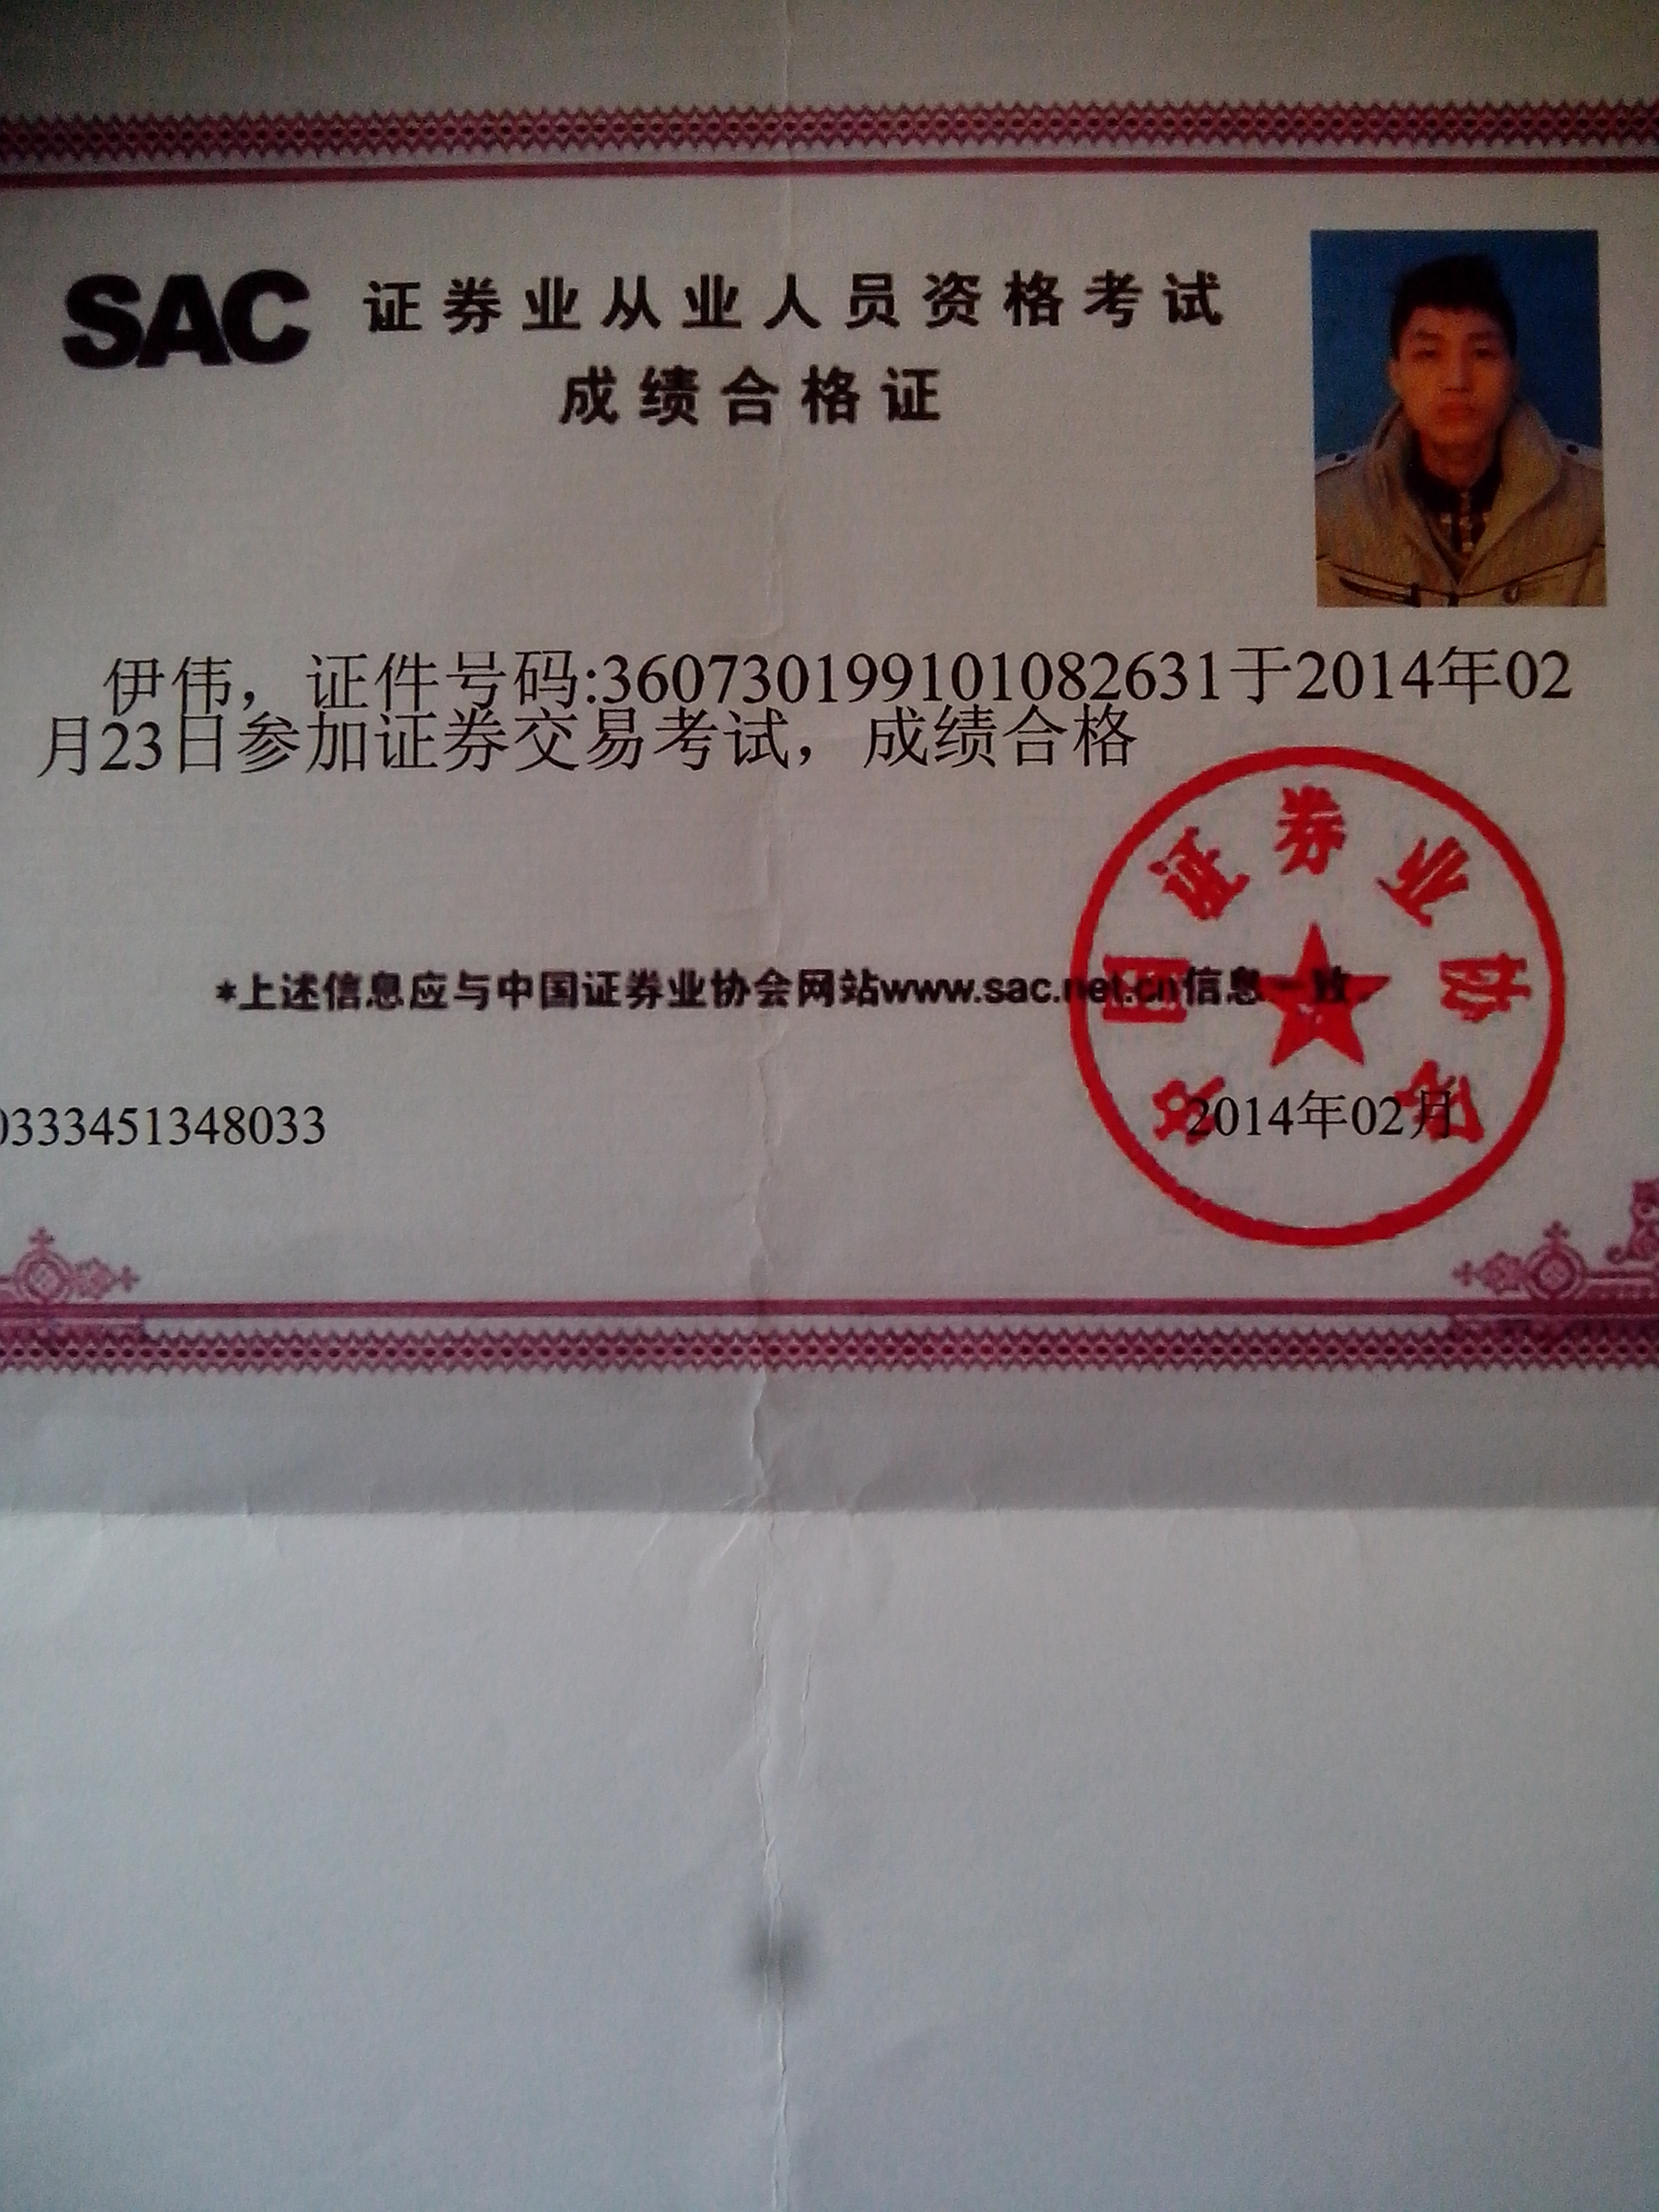 SAC 证券业从业人员资格考试
成绩合格证
伊伟，证件号码:360730199101082631于2014年02
月23日参加证券交易考试，成绩合格
*上述信息应与中国证券业协会网站www.sac.net.cn信息一致.
0333451348033
2014年02月
中国证券业协会